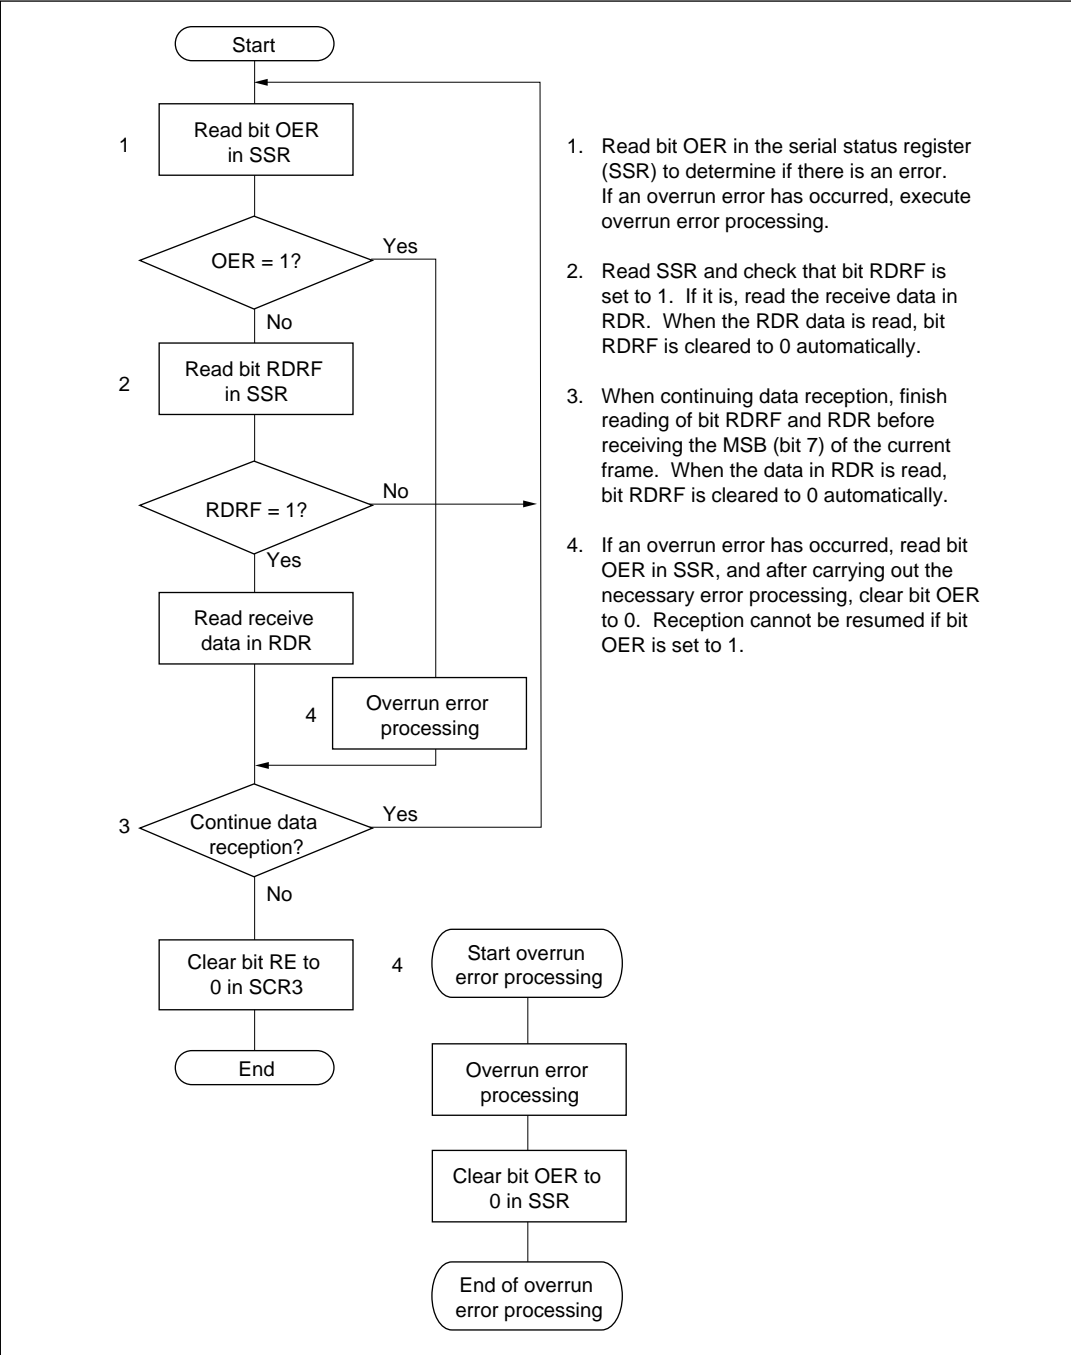 Start
1
Read bit OER
in SSR
OER = 1?
Yes
No
2
Read bit RDRF
in SSR
RDRF = 1?
No
Yes
Read receive
data in RDR
4
Overrun error
processing
3
Continue data
reception?
Yes
No
Clear bit RE to
0 in SCR3
End
4
Start overrun
error processing
Overrun error
processing
Clear bit OER to
0 in SSR
End of overrun
error processing
1. Read bit OER in the serial status register
(SSR) to determine if there is an error.
If an overrun error has occurred, execute
overrun error processing.
2. Read SSR and check that bit RDRF is
set to 1. If it is, read the receive data in
RDR. When the RDR data is read, bit
RDRF is cleared to 0 automatically.
3. When continuing data reception, finish
reading of bit RDRF and RDR before
receiving the MSB (bit 7) of the current
frame. When the data in RDR is read,
bit RDRF is cleared to 0 automatically.
4. If an overrun error has occurred, read bit
OER in SSR, and after carrying out the
necessary error processing, clear bit OER
to 0. Reception cannot be resumed if bit
OER is set to 1.